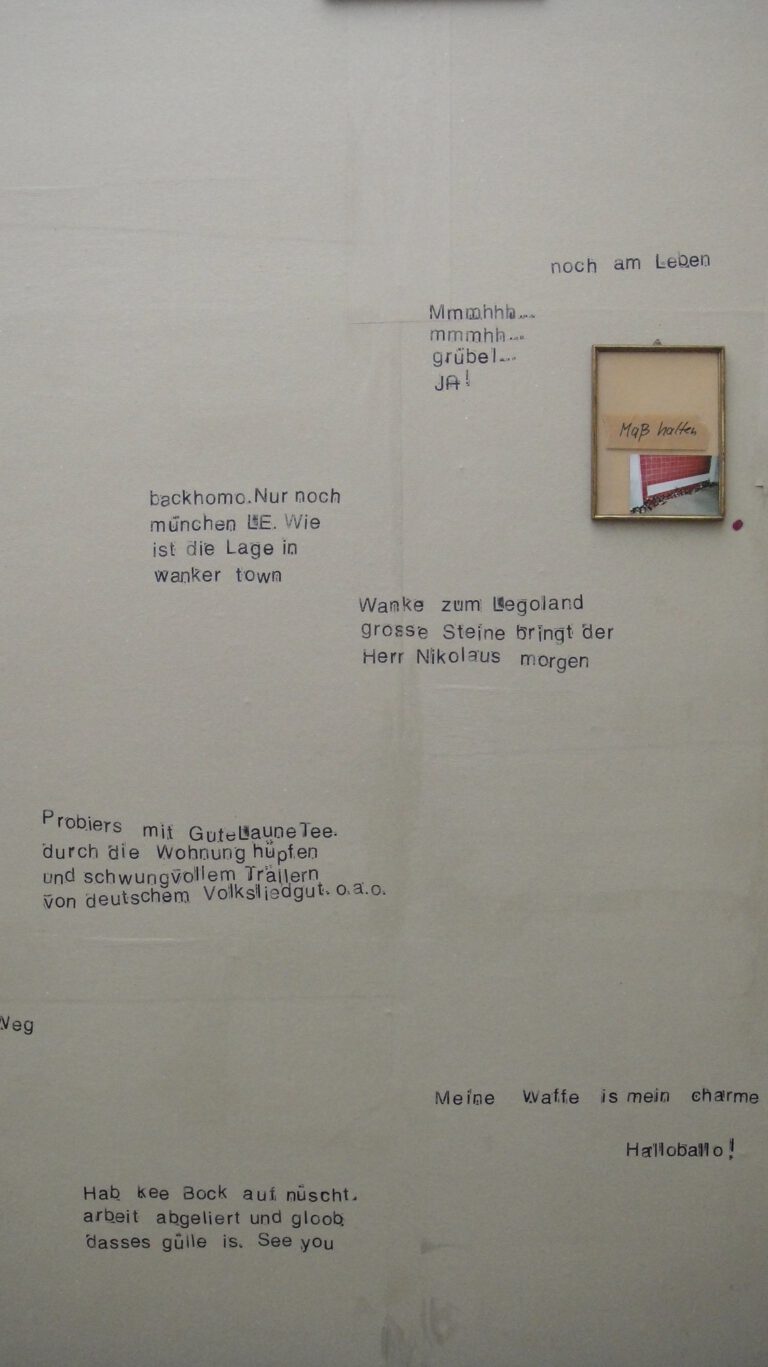 noch am Leben
Mmmhhh...
mmmhh...
grübel...
JA!
Maß halten
backhomo.Nur noch
münchen LE. Wie
ist die Lage in
wanker town
Wanke zum Legoland
grosse Steine bringt der
Herr Nikolaus morgen
Probiers mit GuteLauneTee.
durch die Wohnung hüpfen
und schwungvollem Trällern
von deutschem Volksliedgut. o.ä.o.
Weg
Meine Waffe is mein charme
Halloballo!
Hab kee Bock auf nüscht.
arbeit abgeliert und gloob
dasses gülle is. See you